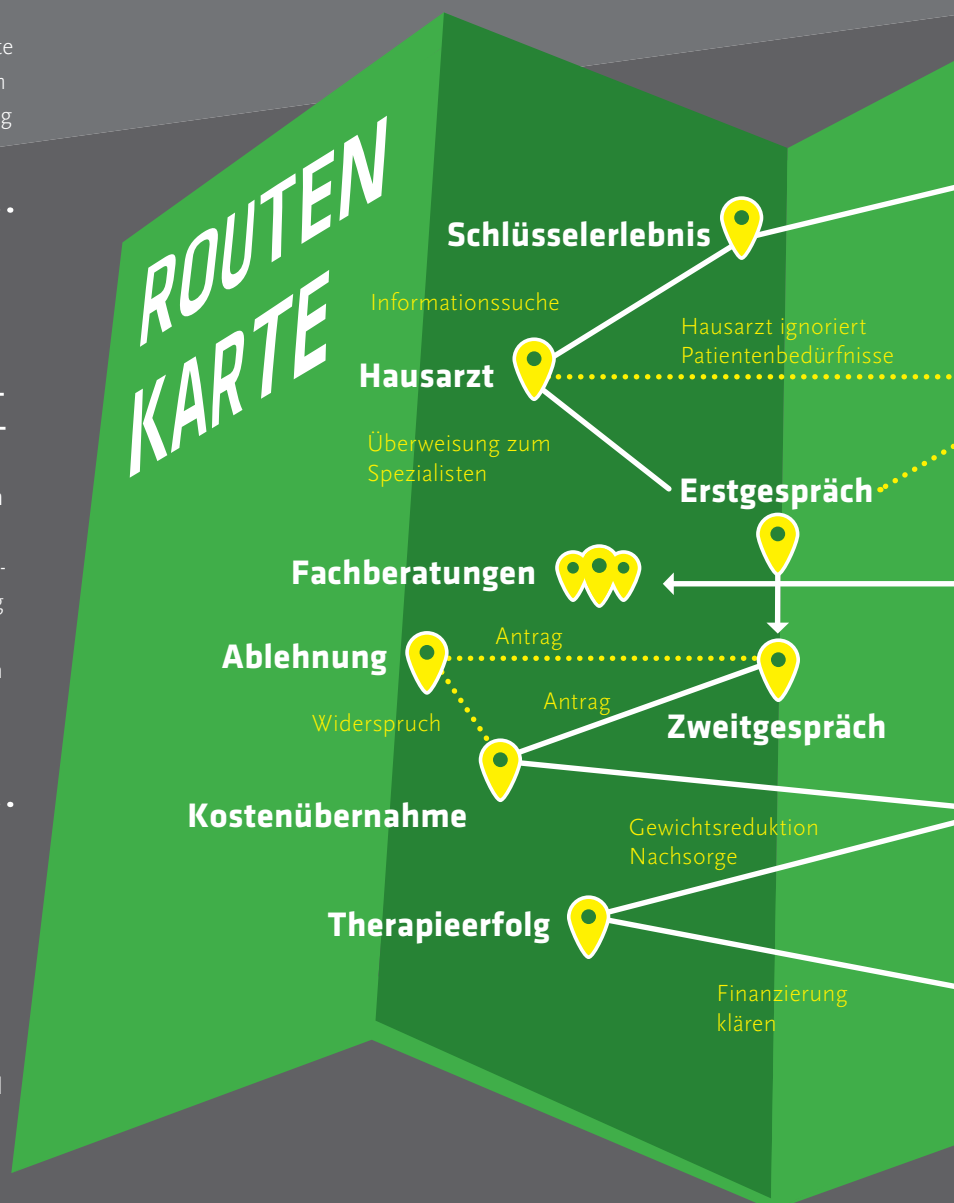 ROUTEN
KARTE
Schlüsselerlebnis
Informationssuche
Hausarzt ignoriert
Patientenbedürfnisse
Hausarzt
Überweisung zum
Spezialisten
Erstgespräch
Fachberatungen
Antrag
Ablehnung
Antrag
Widerspruch
Zweitgespräch
Kostenübernahme
Gewichtsreduktion
Nachsorge
Therapieerfolg
Finanzierung
klären